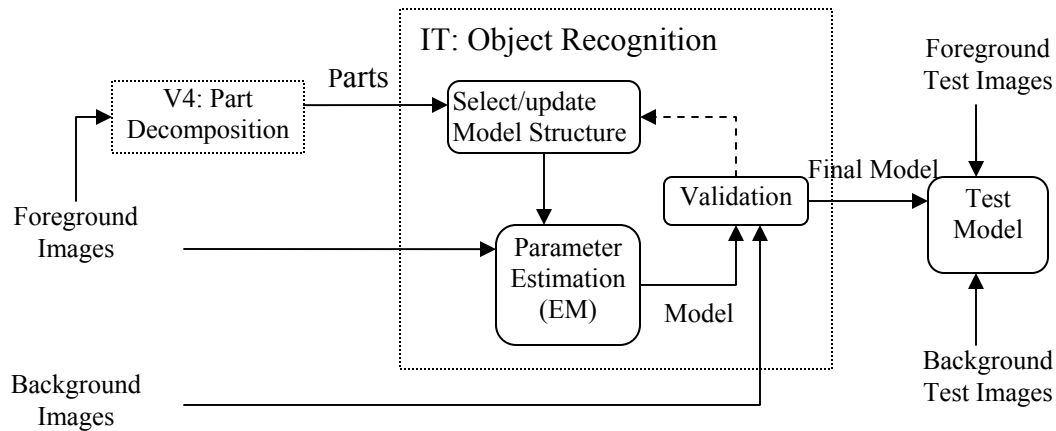 IT: Object Recognition
Foreground
Test Images
Parts
V4: Part
Decomposition
Select/update
Model Structure
Final Model
Validation
Test
Model
Foreground
Images
Parameter
Estimation
(EM)
Model
Background
Images
Background
Test Images